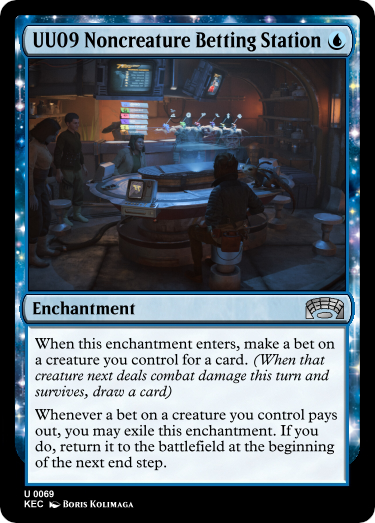 UU09 Noncreature Betting Station
Enchantment
When this enchantment enters, make a bet on
a creature you control for a card. (When that
creature next deals combat damage this turn and
survives, draw a card)
Whenever a bet on a creature you control pays
out, you may exile this enchantment. If you
do, return it to the battlefield at the beginning
of the next end step.
U 0069
KEC Boris Kolimaga